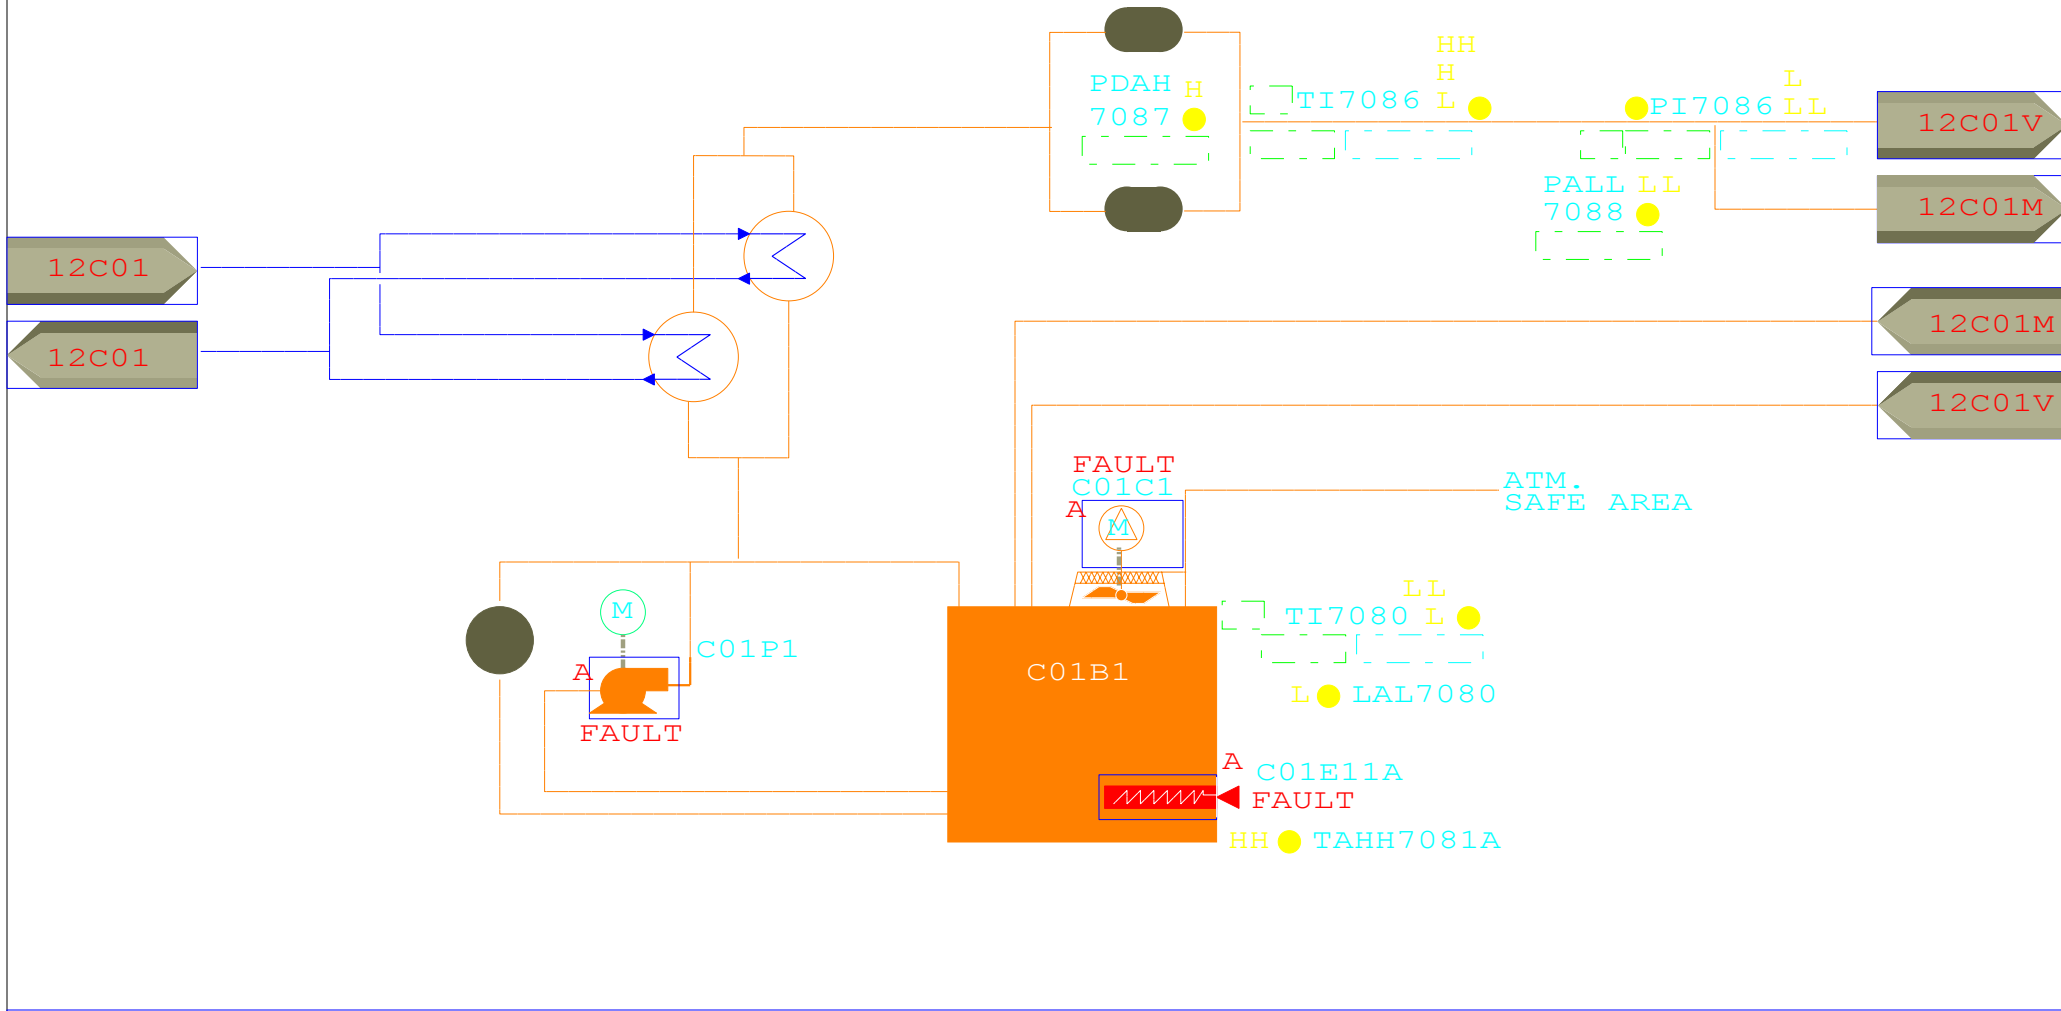 HH
H
PDAH H
L
7087
TI7086 L
PI7086 LL
12C01V
PALL LL
7088
12C01M
12C01
12C01M
12C01
12C01V
FAULT
C01C1
A
M
ATM.
SAFE AREA
LL
M
TI7080 L
C01P1
A
C01B1
L LAL7080
FAULT
A
C01E11A
FAULT
HH TAHH7081A